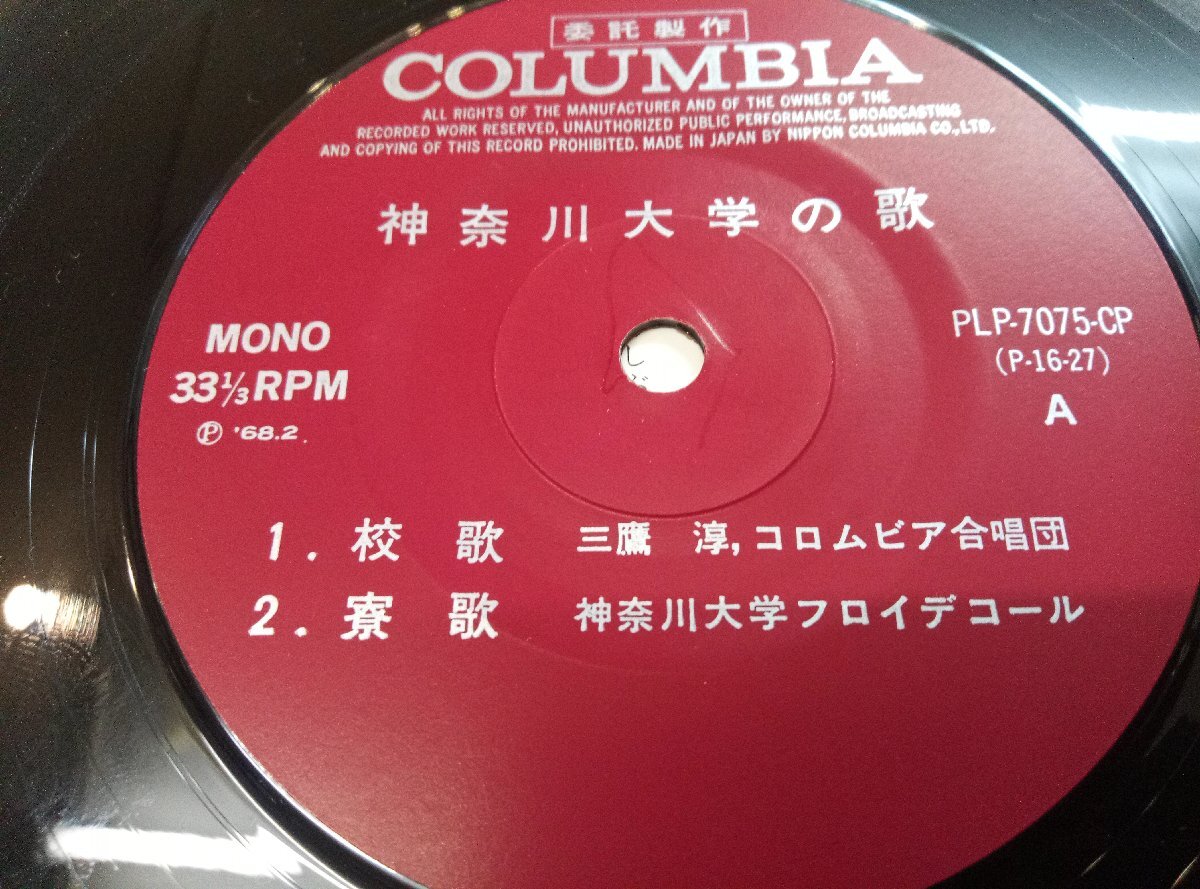 委託製作
COLUMBIA
ALL RIGHTS OF THE MANUFACTURER AND OF THE OWNER OF THE
RECORDED WORK RESERVED, UNAUTHORIZED PUBLIC PERFORMANCE, BROADCASTING
AND COPYING OF THIS RECORD PROHIBITED. MADE IN JAPAN BY NIPPON COLUMBIA CO., LTD.
神奈川大学の歌
MONO
33⅓ RPM
℗ '68.2.
PLP-7075-CP
(P-16-27)
A
1. 校歌 三鷹 淳, コロムビア合唱団
2. 寮歌 神奈川大学フロイデコール